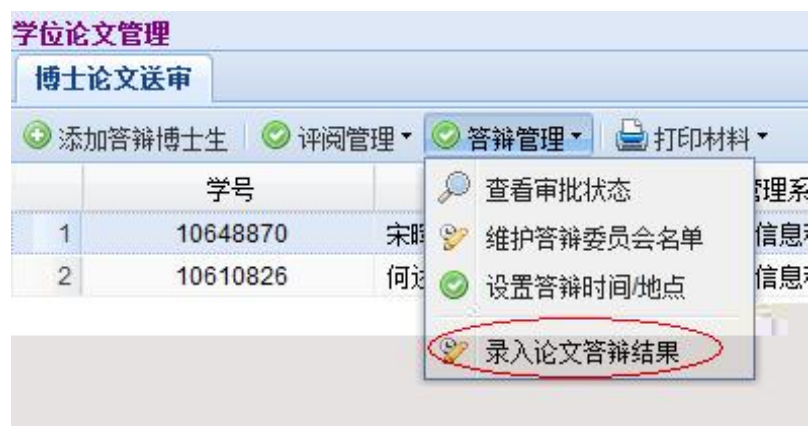 学位论文管理
博士论文送审
添加答辩博士生 评阅管理 答辩管理 打印材料
学号
查看审批状态
管理系
1 10648870 宋
维护答辩委员会名单
信息
2 10610826 何
设置答辩时间/地点
信息
录入论文答辩结果